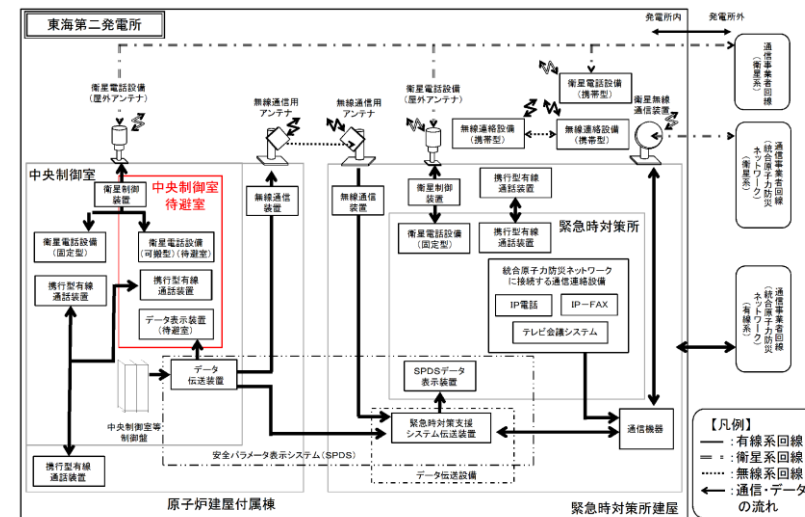 東海第二発電所
発電所内
発電所外
衛星電話設備
(屋外アンテナ)
無線通信用
アンテナ
無線通信用
アンテナ
衛星電話設備
(屋外アンテナ)
衛星電話設備
(携帯型)
無線連絡設備
(携帯型)
無線連絡設備
(携帯型)
衛星無線
通信装置
通信事業者回線
(衛星系)
通信事業者回線
(統合原子力防災
ネットワーク)
(衛星系)
通信事業者回線
(統合原子力防災
ネットワーク)
(有線系)
中央制御室
衛星制御
装置
中央制御室
待避室
衛星電話設備
(固定型)
衛星電話設備
(可搬型)(待避室)
携行型有線
通話装置
携行型有線
通話装置
データ表示装置
(待避室)
無線通信
装置
無線通信
装置
衛星制御
装置
衛星電話設備
(固定型)
携行型有線
通話装置
携行型有線
通話装置
緊急時対策所
統合原子力防災ネットワーク
に接続する通信連絡設備
IP電話
IP-FAX
テレビ会議システム
データ
伝送装置
中央制御室等
制御盤
SPDSデータ
表示装置
緊急時対策支援
システム伝送装置
通信機器
安全パラメータ表示システム(SPDS)
データ伝送設備
携行型有線
通話装置
原子炉建屋付属棟
緊急時対策所建屋
【凡例】
:有線系回線
:衛星系回線
:無線系回線
:通信・データ
の流れ